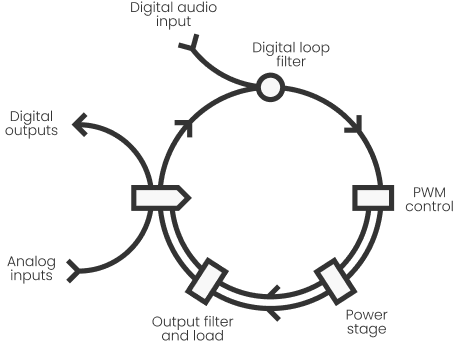 Digital audio
input
Digital loop
filter
Digital
outputs
PWM
control
Analog
inputs
Output filter
and load
Power
stage